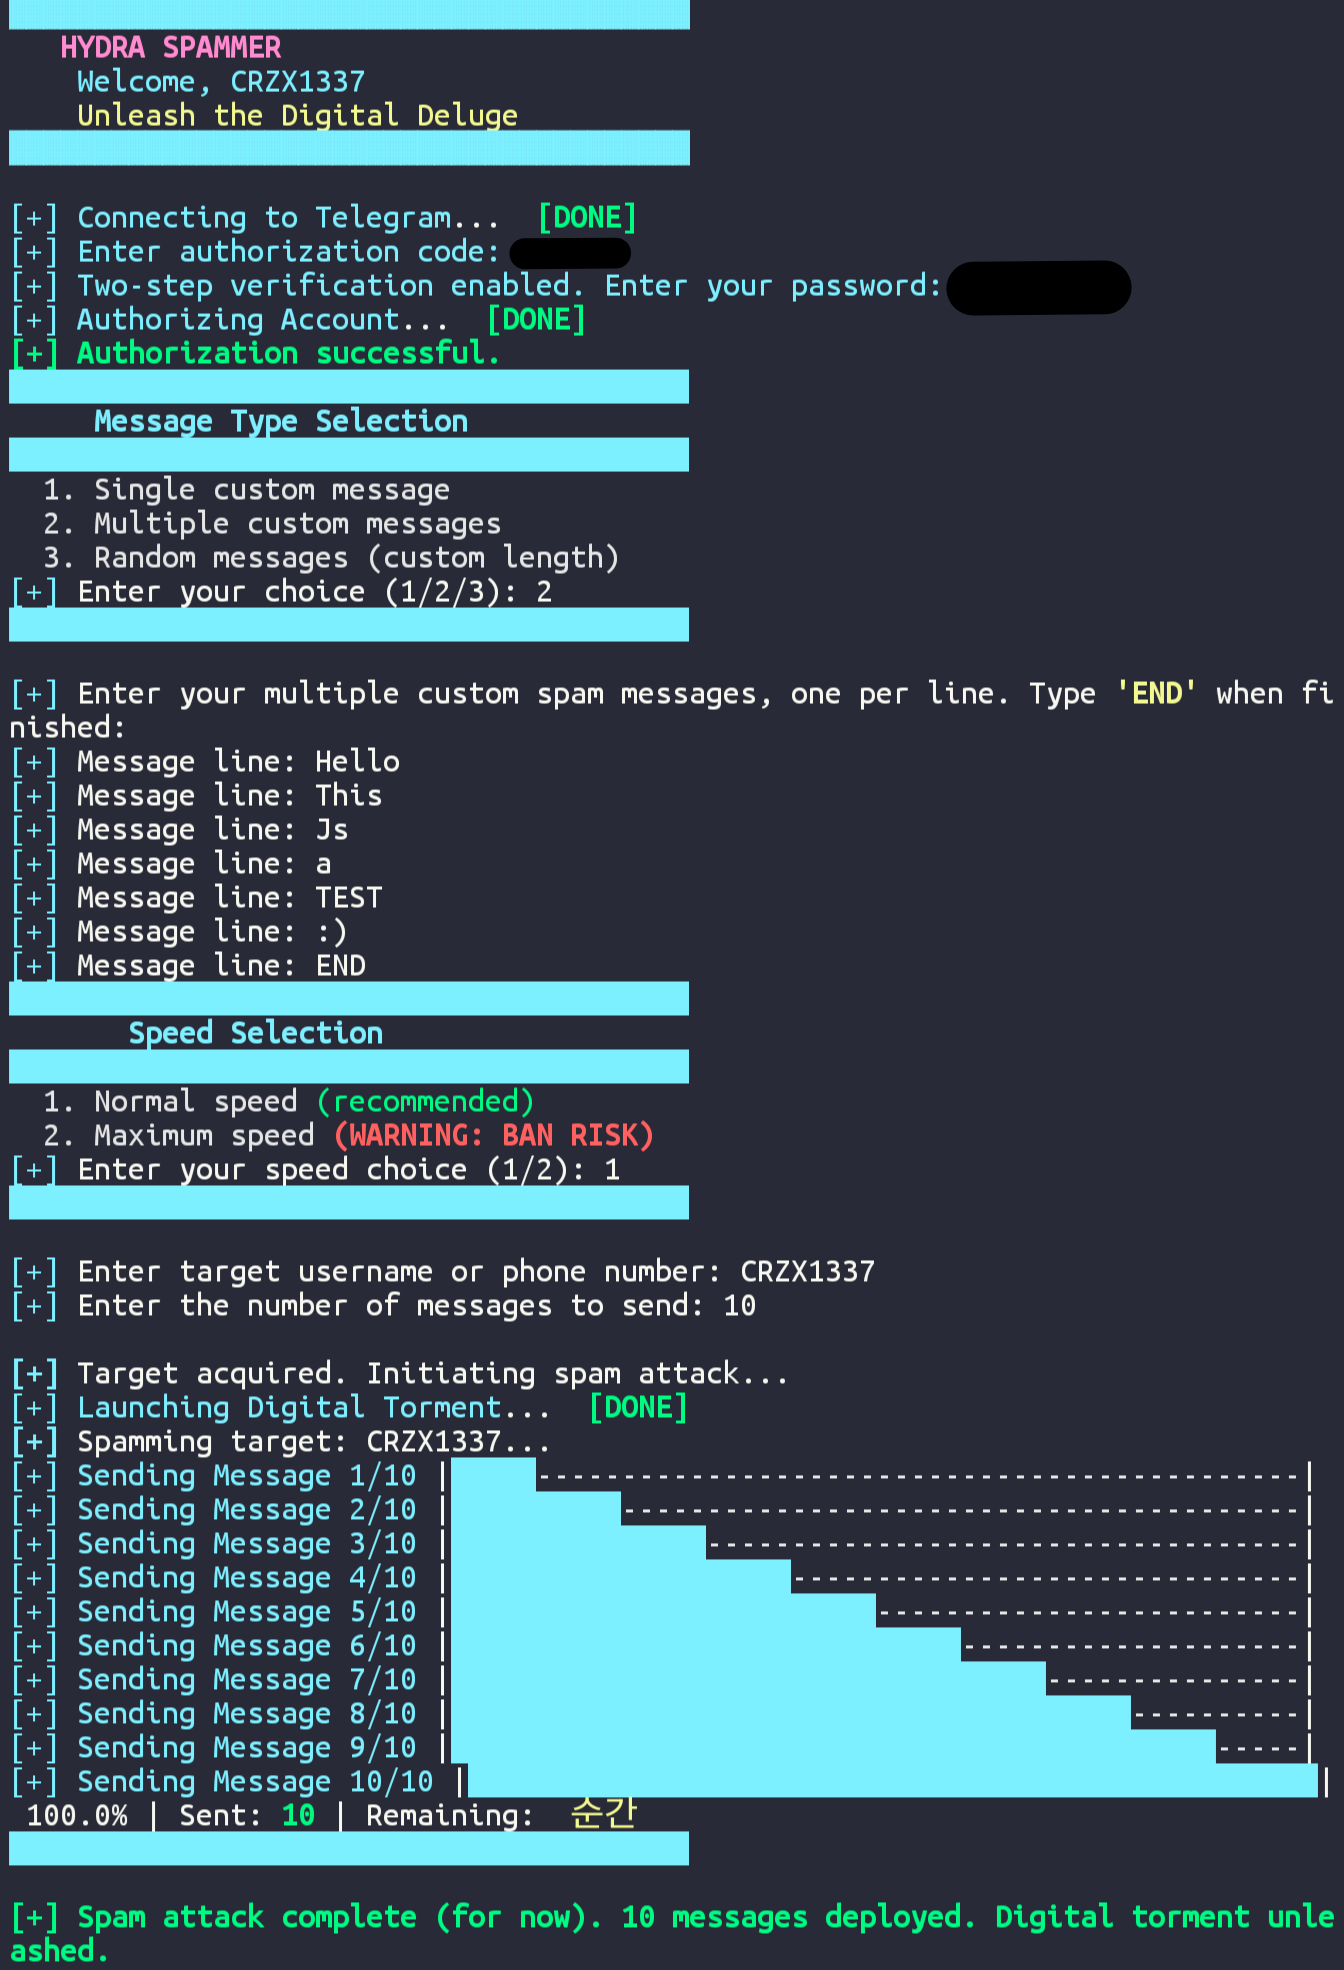 HYDRA SPAMMER
Welcome, CRZX1337
Unleash the Digital Deluge
[+] Connecting to Telegram...  [DONE]
[+] Enter authorization code:
[+] Two-step verification enabled. Enter your password:
[+] Authorizing Account...  [DONE]
[+] Authorization successful.
Message Type Selection
1. Single custom message
2. Multiple custom messages
3. Random messages (custom length)
[+] Enter your choice (1/2/3): 2
[+] Enter your multiple custom spam messages, one per line. Type 'END' when fi
nished:
[+] Message line: Hello
[+] Message line: This
[+] Message line: Js
[+] Message line: a
[+] Message line: TEST
[+] Message line: :)
[+] Message line: END
Speed Selection
1. Normal speed (recommended)
2. Maximum speed (WARNING: BAN RISK)
[+] Enter your speed choice (1/2): 1
[+] Enter target username or phone number: CRZX1337
[+] Enter the number of messages to send: 10
[+] Target acquired. Initiating spam attack...
[+] Launching Digital Torment...  [DONE]
[+] Spamming target: CRZX1337...
[+] Sending Message 1/10 |---------------------------------------------|
[+] Sending Message 2/10 |----------------------------------------|
[+] Sending Message 3/10 |-----------------------------------|
[+] Sending Message 4/10 |------------------------------|
[+] Sending Message 5/10 |-------------------------|
[+] Sending Message 6/10 |--------------------|
[+] Sending Message 7/10 |---------------|
[+] Sending Message 8/10 |----------|
[+] Sending Message 9/10 |-----|
[+] Sending Message 10/10 ||
100.0% | Sent: 10 | Remaining:  순간
[+] Spam attack complete (for now). 10 messages deployed. Digital torment unle
ashed.